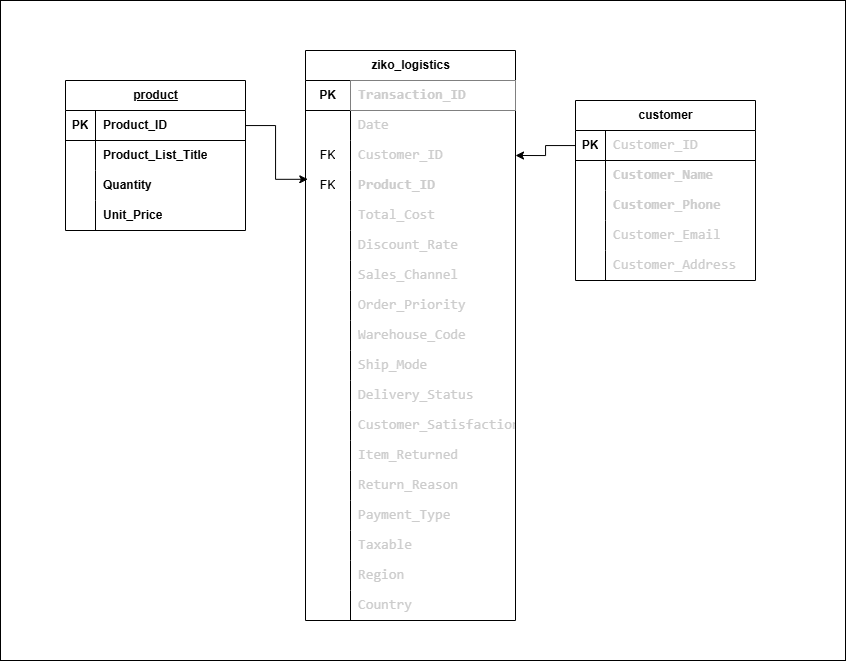 product
PK Product_ID
Product_List_Title
Quantity
Unit_Price
ziko_logistics
PK Transaction_ID
Date
FK Customer_ID
FK Product_ID
Total_Cost
Discount_Rate
Sales_Channel
Order_Priority
Warehouse_Code
Ship_Mode
Delivery_Status
Customer_Satisfaction
Item_Returned
Return_Reason
Payment_Type
Taxable
Region
Country
customer
PK Customer_ID
Customer_Name
Customer_Phone
Customer_Email
Customer_Address